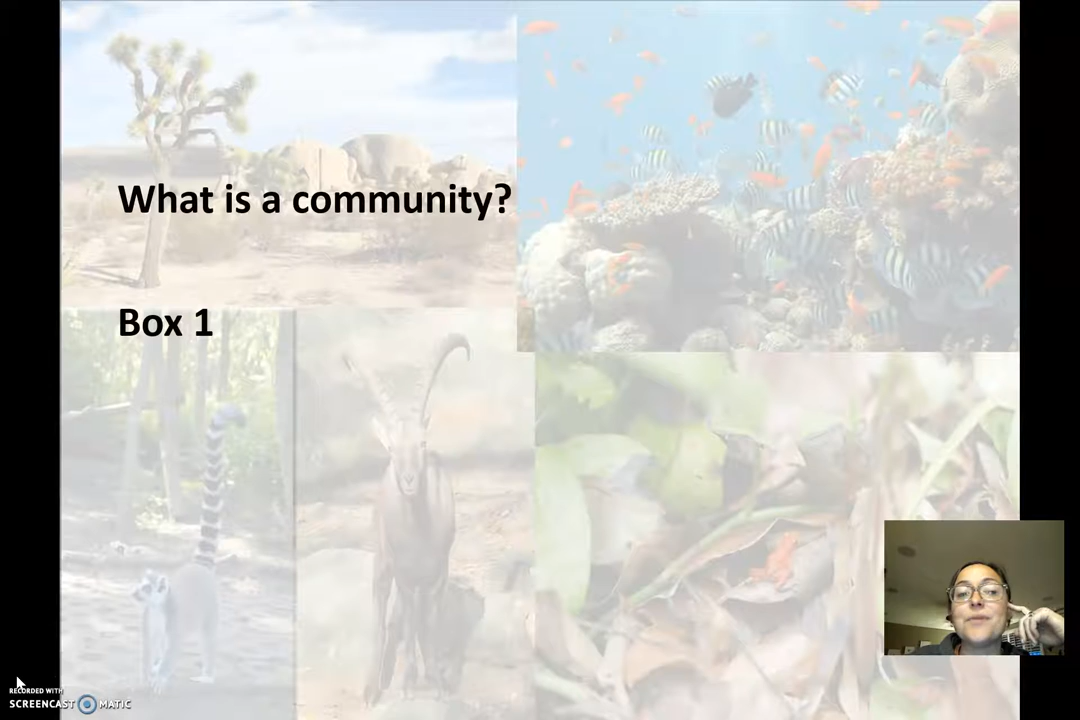 What is a community?
Box 1
RECORDED WITH
SCREENCAST MATIC